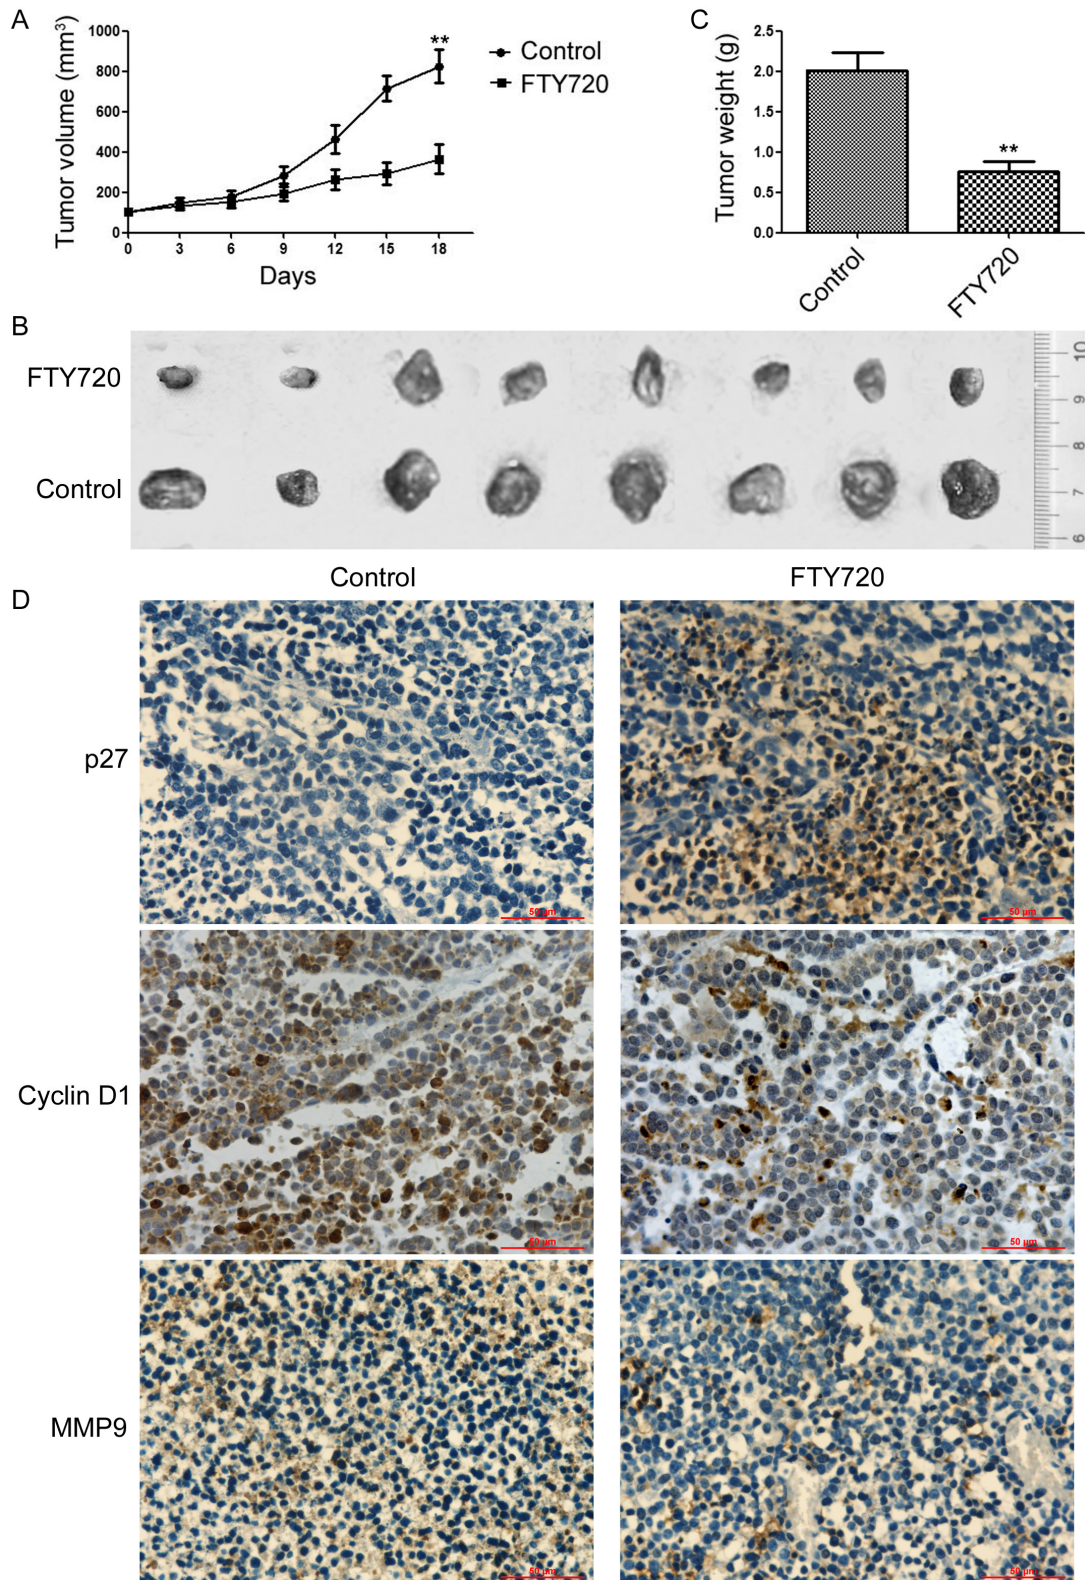 A
Tumor volume (mm³)
1000
800
600
400
200
0
0 3 6 9 12 15 18
Days
**
Control
FTY720
C
Tumor weight (g)
2.5
2.0
1.5
1.0
0.5
0.0
**
Control
FTY720
B
FTY720
Control
10
9
8
7
6
D
Control FTY720
p27
50 µm
50 µm
Cyclin D1
50 µm
50 µm
MMP9
50 µm
50 µm